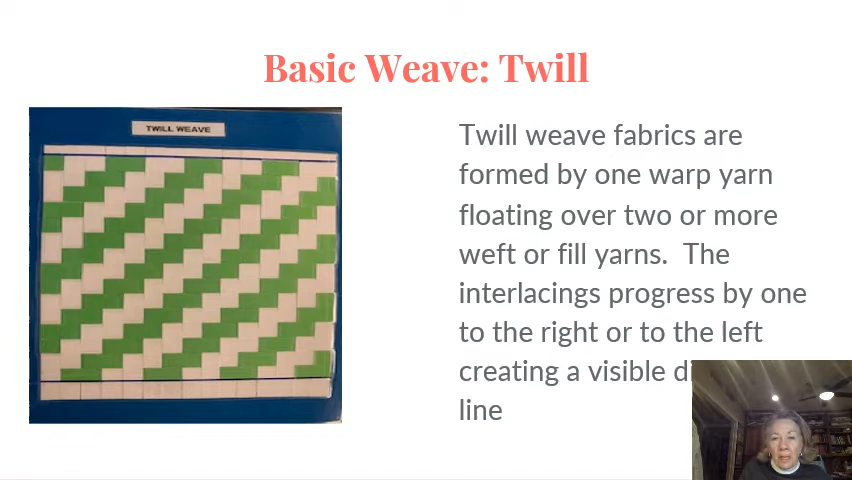 Basic Weave: Twill
TWILL WEAVE
Twill weave fabrics are
formed by one warp yarn
floating over two or more
weft or fill yarns.  The
interlacings progress by one
to the right or to the left
creating a visible
line